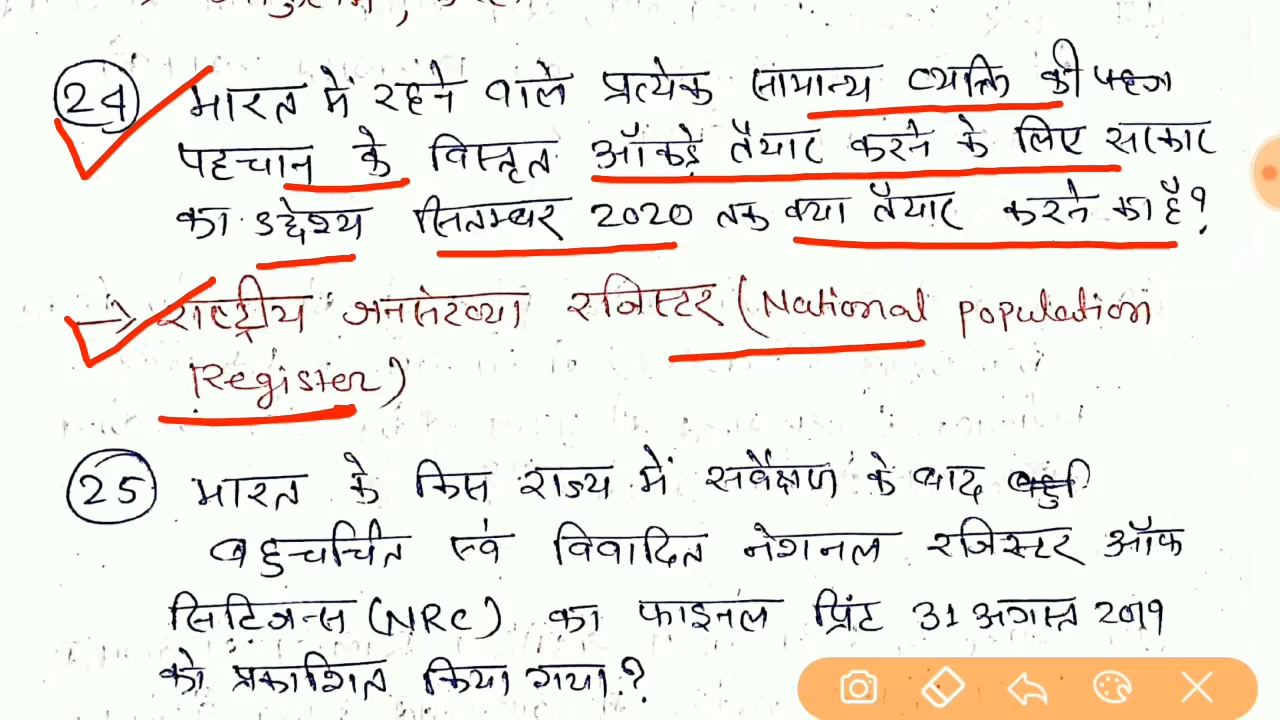 24 भारत में रहने वाले प्रत्येक सामान्य व्यक्ति की
पहचान के विस्तृत आँकड़े तैयार करने के लिए सरकार
का उद्देश्य सितम्बर 2020 तक क्या तैयार करने का है?
→ राष्ट्रीय जनसंख्या रजिस्टर (National population
Register)
25 भारत के किस राज्य में सर्वेक्षण के बाद
बहुचर्चित एवं विवादित नेशनल रजिस्टर ऑफ
सिटिजन्स (NRC) का फाइनल प्रिंट 31 अगस्त 2019
को प्रकाशित किया गया.?